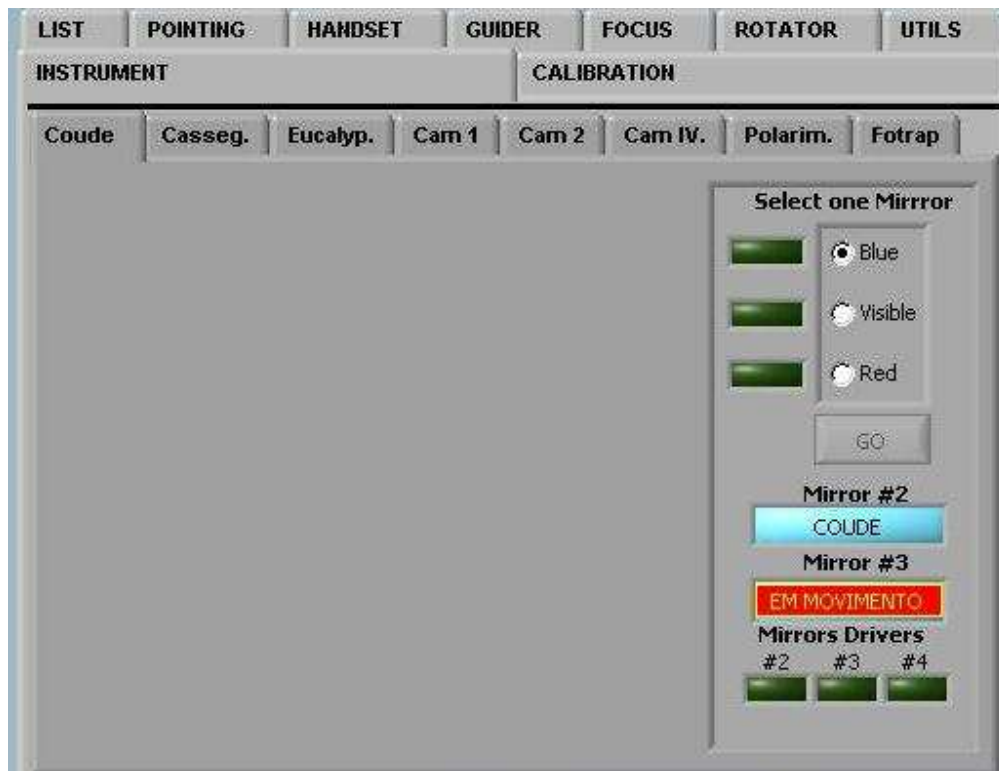 LIST POINTING HANDSET GUIDER FOCUS ROTATOR UTILS
INSTRUMENT CALIBRATION
Coude Casseg. Eucalyp. Cam 1 Cam 2 Cam IV. Polarim. Fotrap
Select one Mirrror
Blue
Visible
Red
GO
Mirror #2
COUDE
Mirror #3
EM MOVIMENTO
Mirrors Drivers
#2 #3 #4